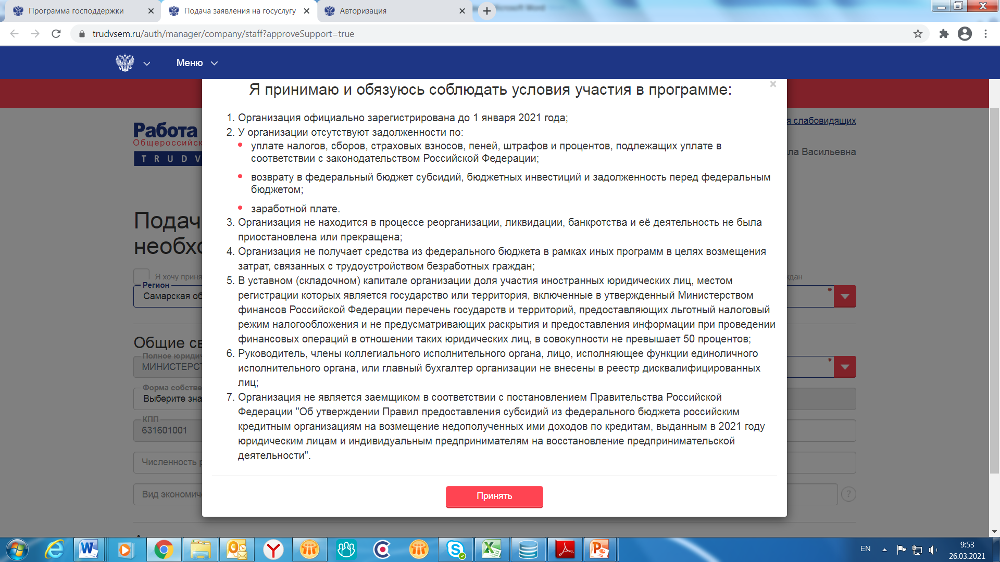 Программа господдержки
Подача заявления на госуслугу
Авторизация
Microsoft Word
trudvsem.ru/auth/manager/company/staff?approveSupport=true
Меню
Я принимаю и обязуюсь соблюдать условия участия в программе:
×
1. Организация официально зарегистрирована до 1 января 2021 года;
2. У организации отсутствуют задолженности по:
уплате налогов, сборов, страховых взносов, пеней, штрафов и процентов, подлежащих уплате в
соответствии с законодательством Российской Федерации;
возврату в федеральный бюджет субсидий, бюджетных инвестиций и задолженность перед федеральным
бюджетом;
заработной плате.
3. Организация не находится в процессе реорганизации, ликвидации, банкротства и её деятельность не была
приостановлена или прекращена;
4. Организация не получает средства из федерального бюджета в рамках иных программ в целях возмещения
затрат, связанных с трудоустройством безработных граждан;
5. В уставном (складочном) капитале организации доля участия иностранных юридических лиц, местом
регистрации которых является государство или территория, включенные в утвержденный Министерством
финансов Российской Федерации перечень государств и территорий, предоставляющих льготный налоговый
режим налогообложения и не предусматривающих раскрытия и предоставления информации при проведении
финансовых операций в отношении таких юридических лиц, в совокупности не превышает 50 процентов;
6. Руководитель, члены коллегиального исполнительного органа, лицо, исполняющее функции единоличного
исполнительного органа, или главный бухгалтер организации не внесены в реестр дисквалифицированных
лиц;
7. Организация не является заемщиком в соответствии с постановлением Правительства Российской
Федерации "Об утверждении Правил предоставления субсидий из федерального бюджета российским
кредитным организациям на возмещение недополученных ими доходов по кредитам, выданным в 2021 году
юридическим лицам и индивидуальным предпринимателям на восстановление предпринимательской
деятельности".
Принять
Работа
Общероссийск
TRUDV
я слабовидящих
ла Васильевна
Подач
необхо
Я хочу приня
ждан
Регион
Самарская об
*
Общие св
Полное юриди
МИНИСТЕРСТ
*
Форма собстве
Выберите зна
КПП
631601001
Численность р
Вид экономич
?
EN
9:53
26.03.2021